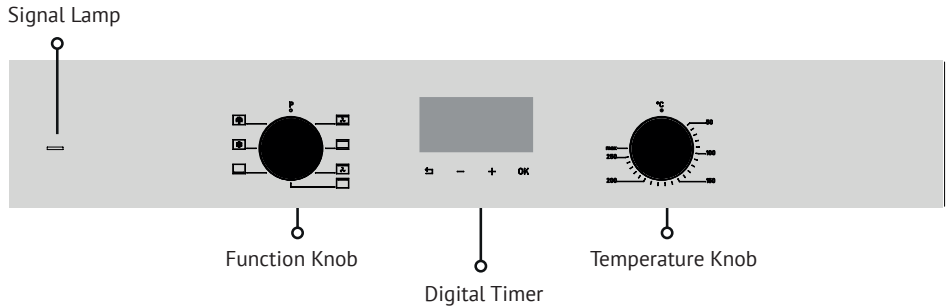 Signal Lamp
P
°C
50
100
150
200
250
max
− + OK
Function Knob
Temperature Knob
Digital Timer